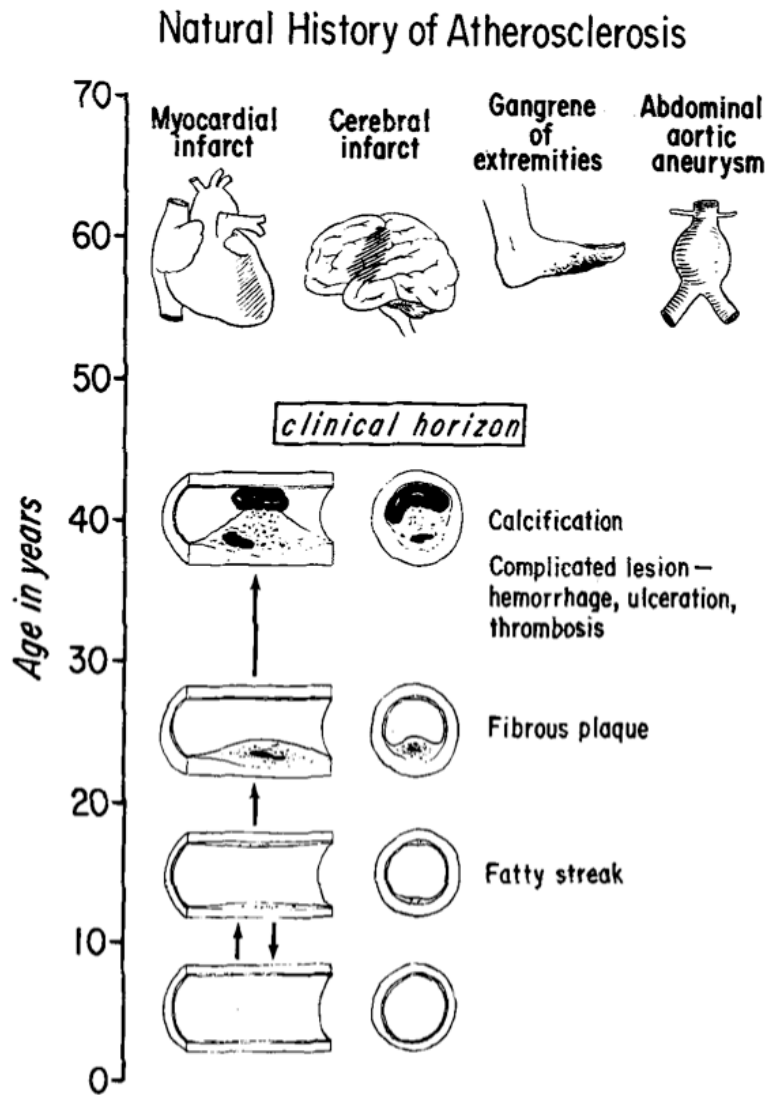 Natural History of Atherosclerosis
70
Myocardial
infarct
Cerebral
infarct
Gangrene
of
extremities
Abdominal
aortic
aneurysm
60
50
clinical horizon
40
Calcification
Complicated lesion—
hemorrhage, ulceration,
thrombosis
Age in years
30
Fibrous plaque
20
Fatty streak
10
0